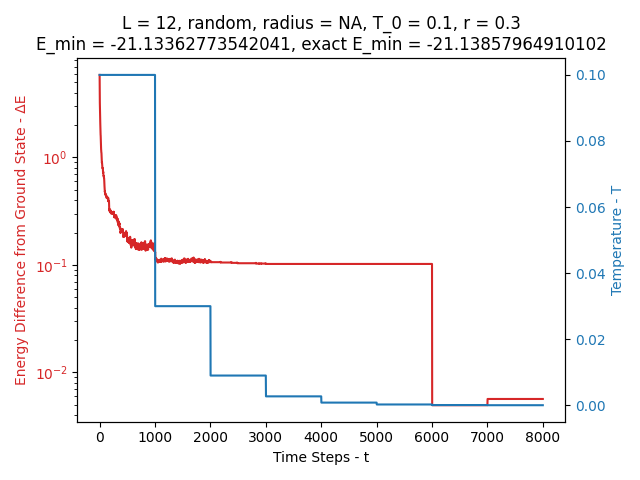 L = 12, random, radius = NA, T_0 = 0.1, r = 0.3
E_min = -21.13362773542041, exact E_min = -21.13857964910102
Energy Difference from Ground State - ΔE
10^0
10^-1
10^-2
0.10
0.08
0.06
0.04
0.02
0.00
Temperature - T
0 1000 2000 3000 4000 5000 6000 7000 8000
Time Steps - t